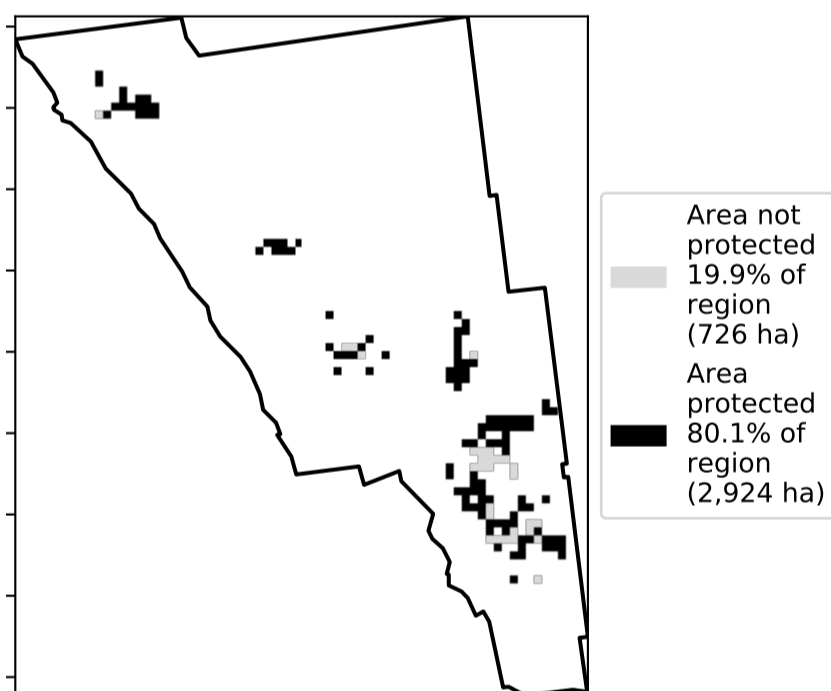 Area not
protected
19.9% of
region
(726 ha)
Area
protected
80.1% of
region
(2,924 ha)